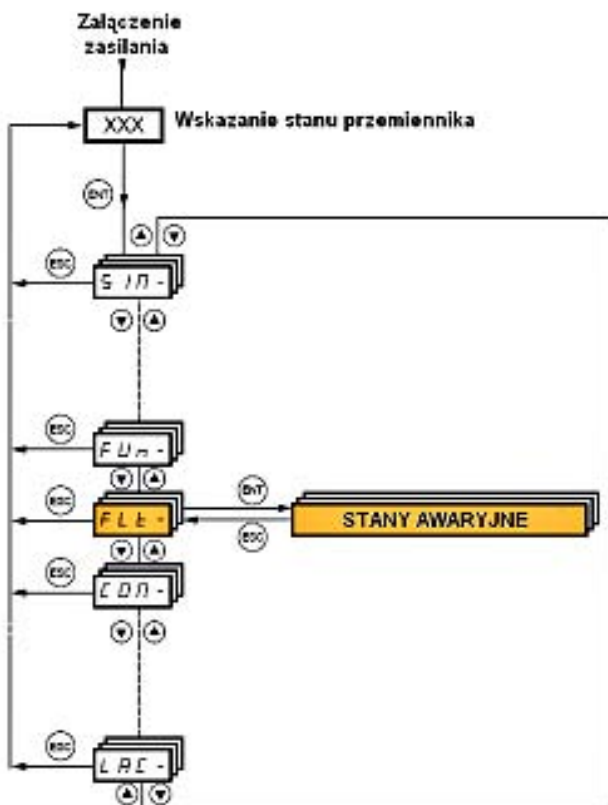 Załączenie
zasilania
XXX
Wskazanie stanu przemiennika
ENT
ESC
SIM-
ESC
FUn-
ESC
FLt-
ENT
ESC
STANY AWARYJNE
ESC
COM-
ESC
LAC-